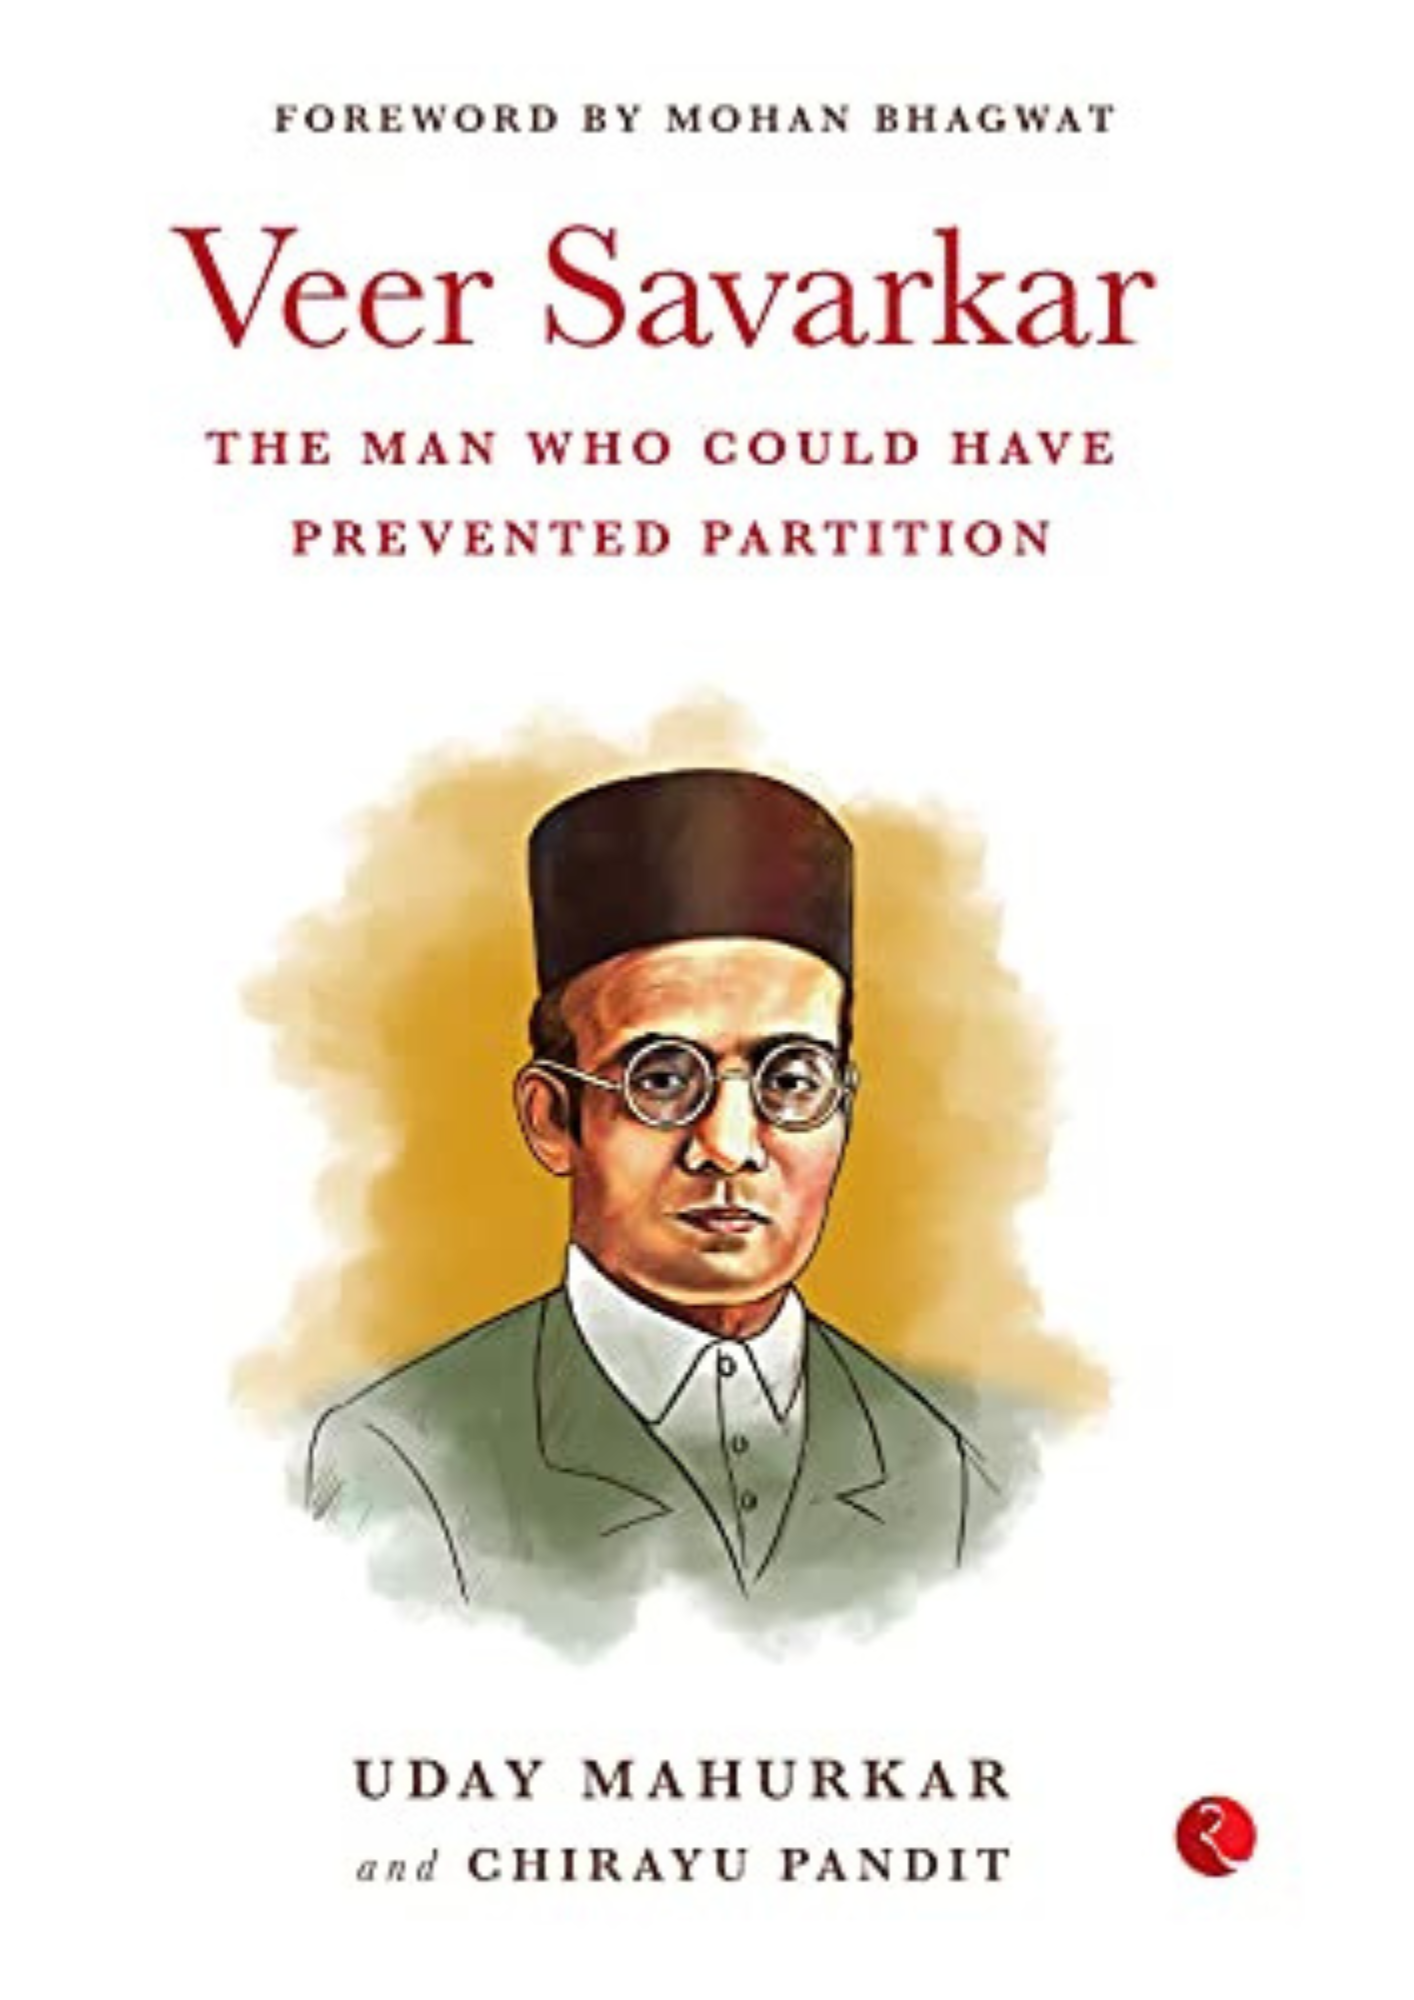 FOREWORD BY MOHAN BHAGWAT
Veer Savarkar
THE MAN WHO COULD HAVE
PREVENTED PARTITION
UDAY MAHURKAR
and CHIRAYU PANDIT